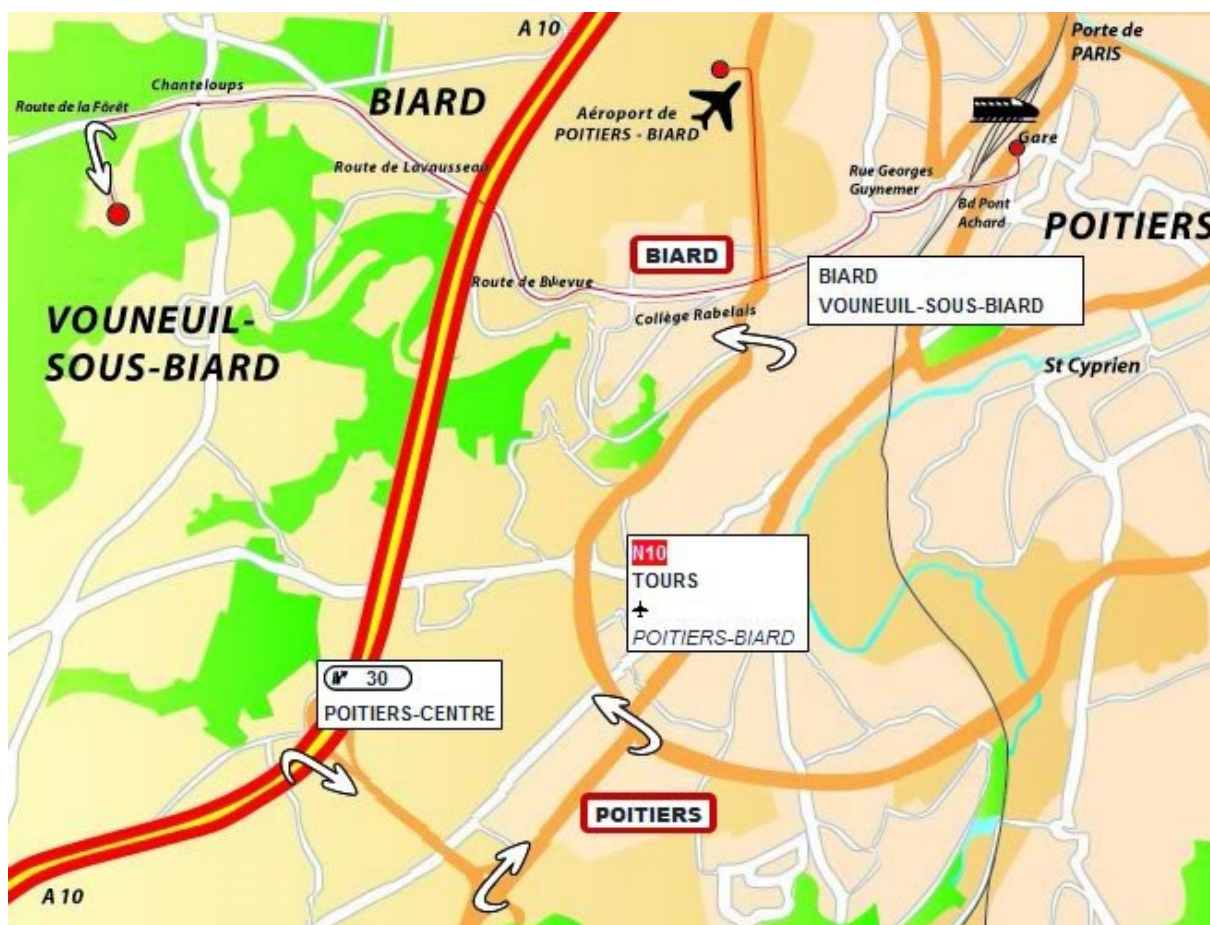 A 10
Porte de
PARIS
Chanteloups
Route de la Fôrêt
BIARD
Aéroport de
POITIERS - BIARD
Gare
Route de Lavausseau
Rue Georges
Guynemer
Bd Pont
Achard
POITIERS
BIARD
BIARD
VOUNEUIL-SOUS-BIARD
Route de
Collège Rabelais
VOUNEUIL-
SOUS-BIARD
St Cyprien
N10
TOURS
POITIERS-BIARD
30
POITIERS-CENTRE
POITIERS
A 10